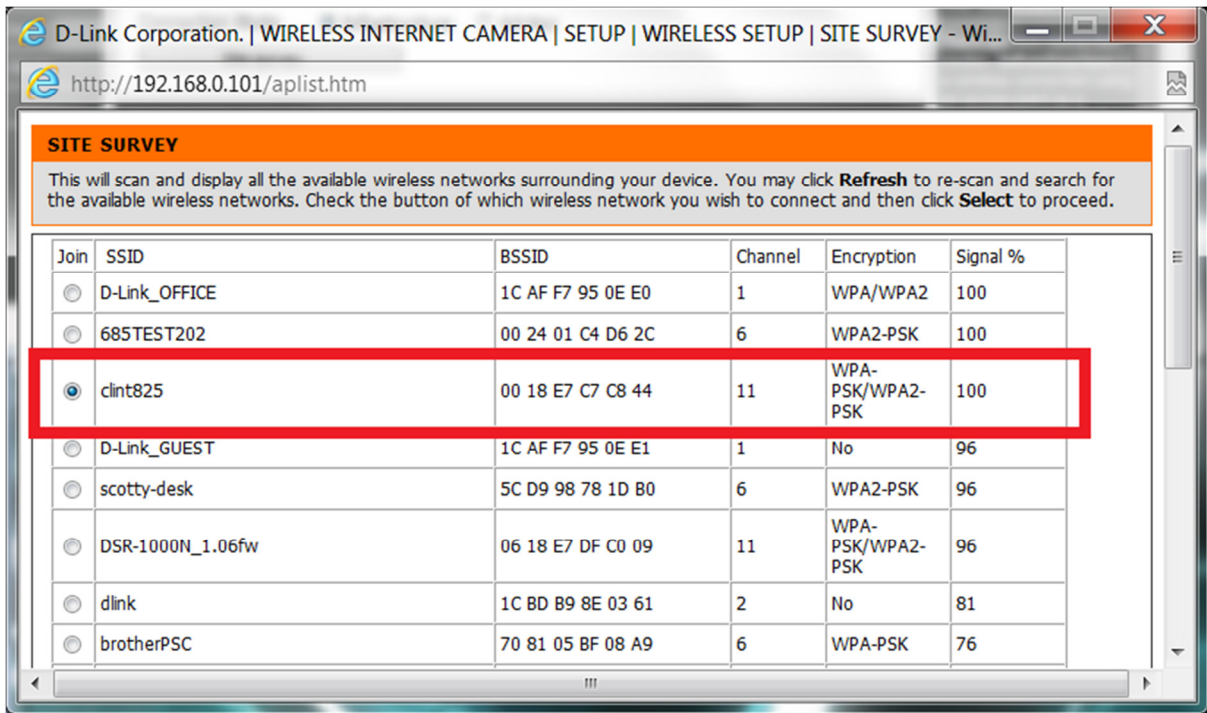 D-Link Corporation. | WIRELESS INTERNET CAMERA | SETUP | WIRELESS SETUP | SITE SURVEY - Wi...
http://192.168.0.101/aplist.htm
SITE SURVEY
This will scan and display all the available wireless networks surrounding your device. You may click Refresh to re-scan and search for
the available wireless networks. Check the button of which wireless network you wish to connect and then click Select to proceed.
Join SSID BSSID Channel Encryption Signal %
D-Link_OFFICE 1C AF F7 95 0E E0 1 WPA/WPA2 100
685TEST202 00 24 01 C4 D6 2C 6 WPA2-PSK 100
clint825 00 18 E7 C7 C8 44 11 WPA-
PSK/WPA2- 100
PSK
D-Link_GUEST 1C AF F7 95 0E E1 1 No 96
scotty-desk 5C D9 98 78 1D B0 6 WPA2-PSK 96
DSR-1000N_1.06fw 06 18 E7 DF C0 09 11 WPA-
PSK/WPA2- 96
PSK
dlink 1C BD B9 8E 03 61 2 No 81
brotherPSC 70 81 05 BF 08 A9 6 WPA-PSK 76